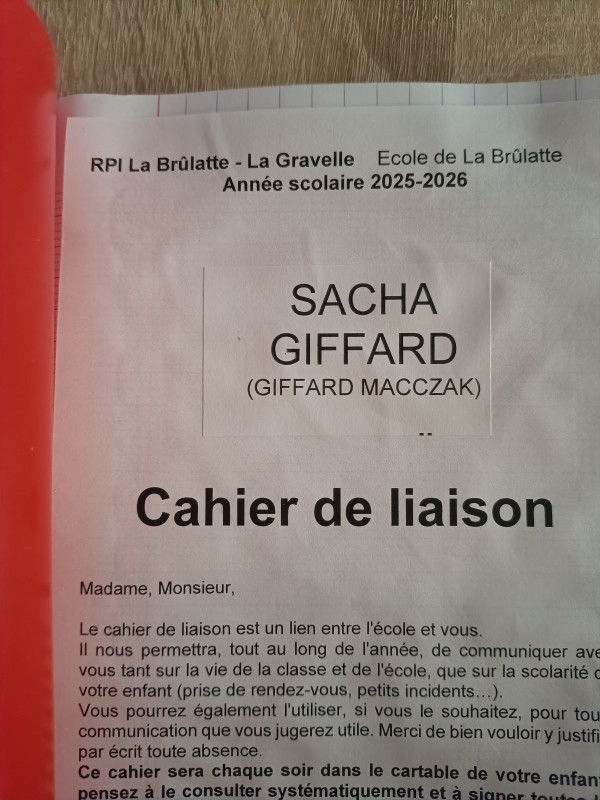 RPI La Brûlatte - La Gravelle Ecole de La Brûlatte
Année scolaire 2025-2026
SACHA
GIFFARD
(GIFFARD MACCZAK)
Cahier de liaison
Madame, Monsieur,
Le cahier de liaison est un lien entre l'école et vous.
Il nous permettra, tout au long de l'année, de communiquer
vous tant sur la vie de la classe et de l'école, que sur la scolarité
votre enfant (prise de rendez-vous, petits incidents…).
Vous pourrez également l'utiliser, si vous le souhaitez, pour
communication que vous jugerez utile. Merci de bien vouloir y
par écrit toute absence.
Ce cahier sera chaque soir dans le cartable de votre
pensez à le consulter systématiquement et à signer